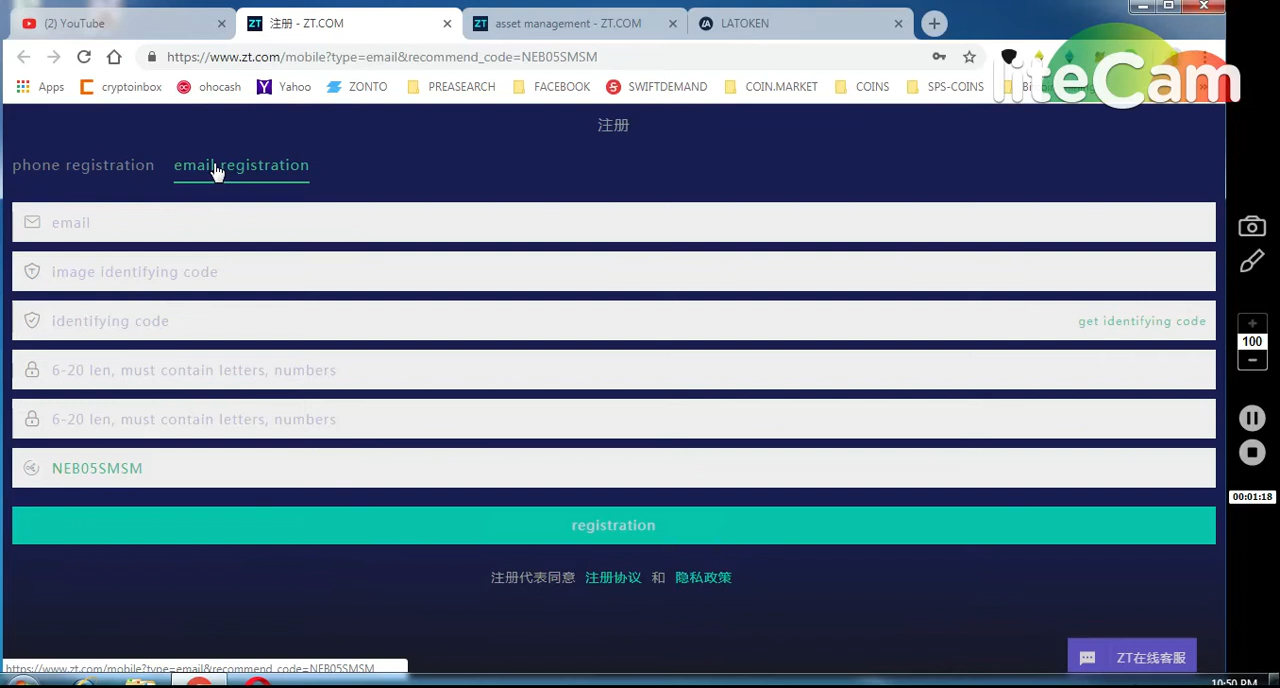 (2) YouTube
ZT 注册 - ZT.COM
ZT asset management - ZT.COM
LATOKEN
https://www.zt.com/mobile?type=email&recommend_code=NEB05SMSM
Apps cryptoinbox ohocash Yahoo ZONTO PREASEARCH FACEBOOK SWIFTDEMAND COIN.MARKET COINS SPS-COINS
liteCam
注册
phone registration email registration
email
image identifying code
identifying code get identifying code
6-20 len, must contain letters, numbers
6-20 len, must contain letters, numbers
NEB05SMSM
registration
注册代表同意 注册协议 和 隐私政策
ZT在线客服
https://www.zt.com/mobile?type=email&recommend_code=NEB05SMSM
10:50 PM
100
00:01:18